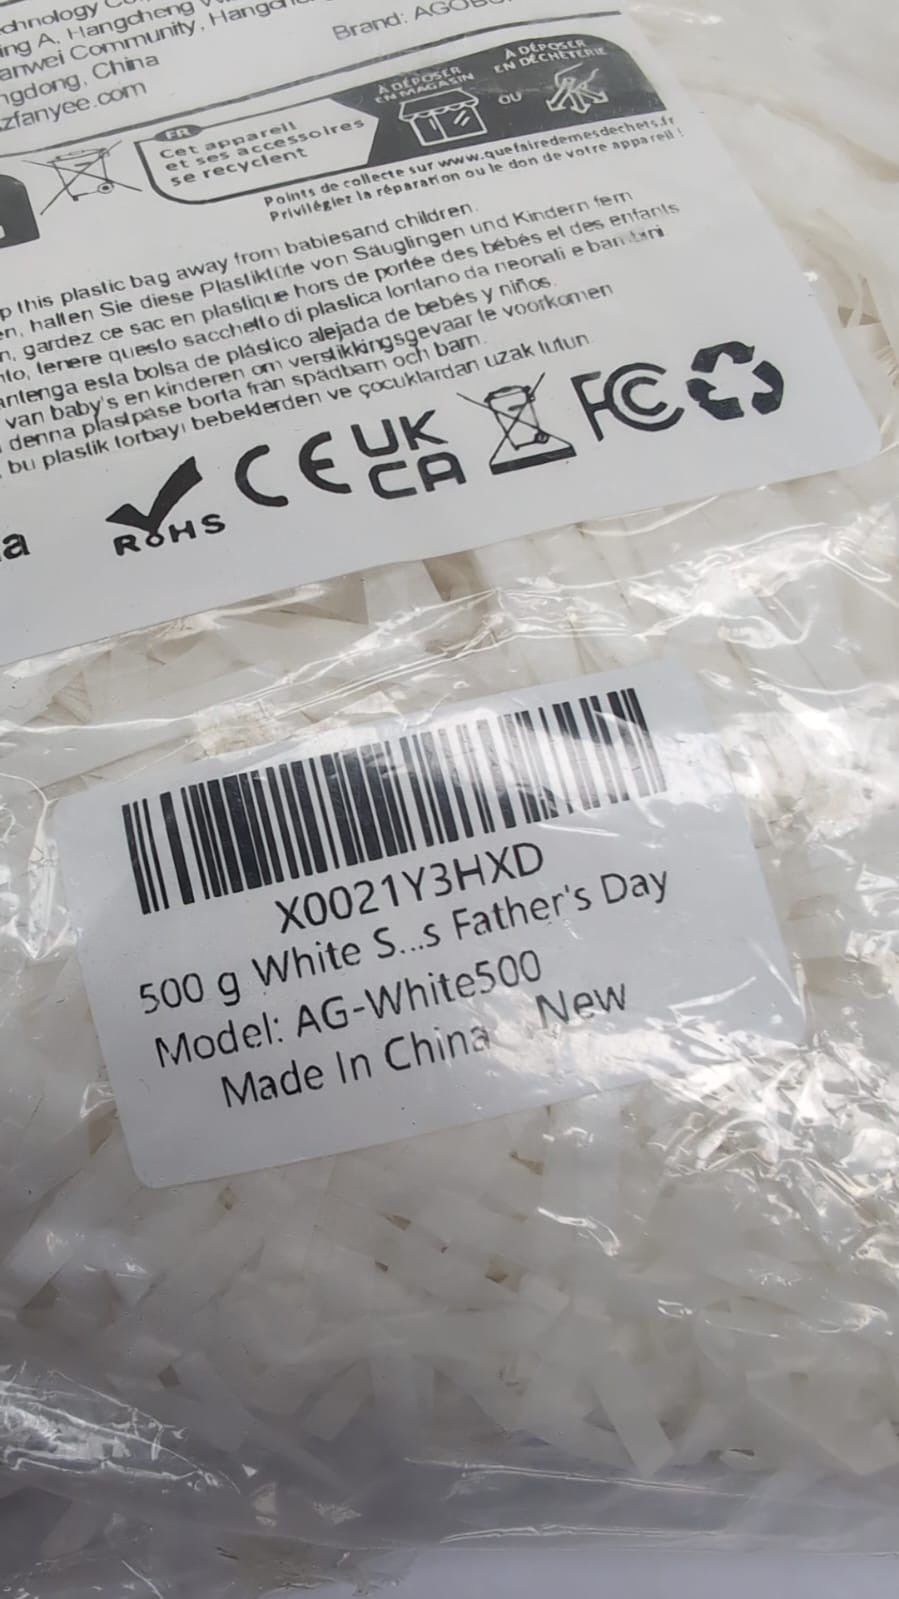 ing A, Hangcheng
anwei Community,
ngdong, China
zfanyee.com
Brand:
FR
Cet appareil
et ses accessoires
se recyclent
À DÉPOSER
EN MAGASIN
OU
À DÉPOSER
EN DÉCHÈTERIE
Points de collecte sur www.quefairedemesdechets.fr
Privilégiez la réparation ou le don de votre appareil !
p this plastic bag away from babiesand children.
en, halten Sie diese Plastiktüte von Säuglingen und Kindern fern
n, gardez ce sac en plastique hors de portée des bébés et des enfants
nto, tenere questo sacchetto di plastica lontano da neonati e bambini
antenga esta bolsa de plástico alejada de bebés y niños.
van baby's en kinderen om verstikkingsgevaar te voorkomen
denna plastpåse borta från spädbarn och barn.
bu plastik torbayı bebeklerden ve çocuklardan uzak tutun
a
ROHS
CE
UK
CA
FCC
X0021Y3HXD
500 g White S...s Father's Day
Model: AG-White500
Made In China New